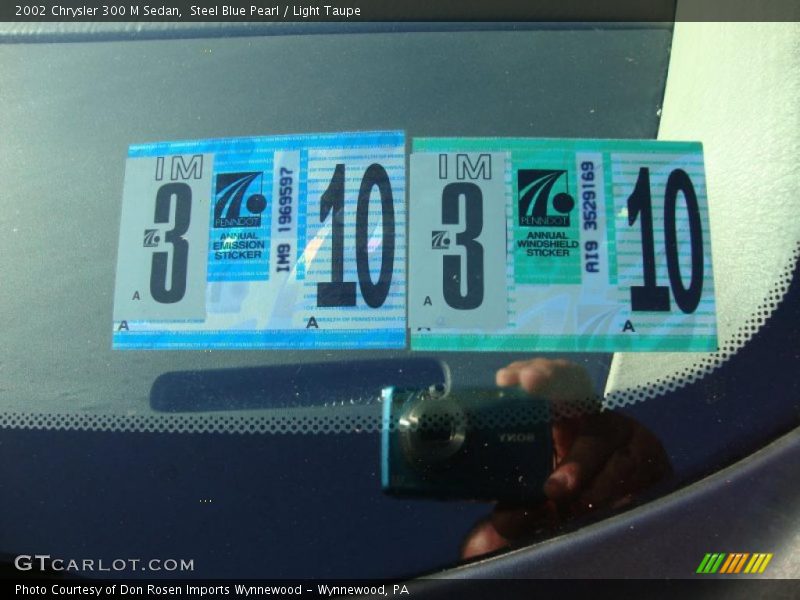 2002 Chrysler 300 M Sedan, Steel Blue Pearl / Light Taupe
IM
3
A
A
PENNDOT
ANNUAL
EMISSION
STICKER
IM9 1969597
10
A
IM
3
A
PENNDOT
ANNUAL
WINDSHIELD
STICKER
AI9 3529169
10
A
SONY
GTCARLOT.COM
Photo Courtesy of Don Rosen Imports Wynnewood – Wynnewood, PA